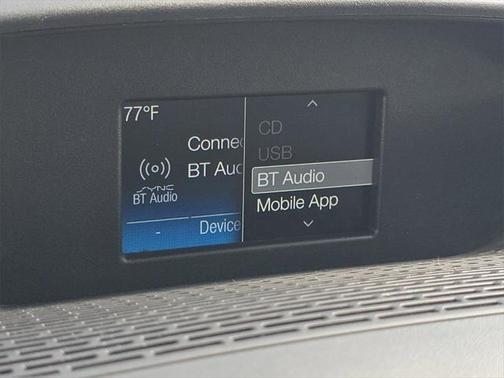 77°F
Connec
BT Aud
SYNC
BT Audio
-
Device
CD
USB
BT Audio
Mobile App